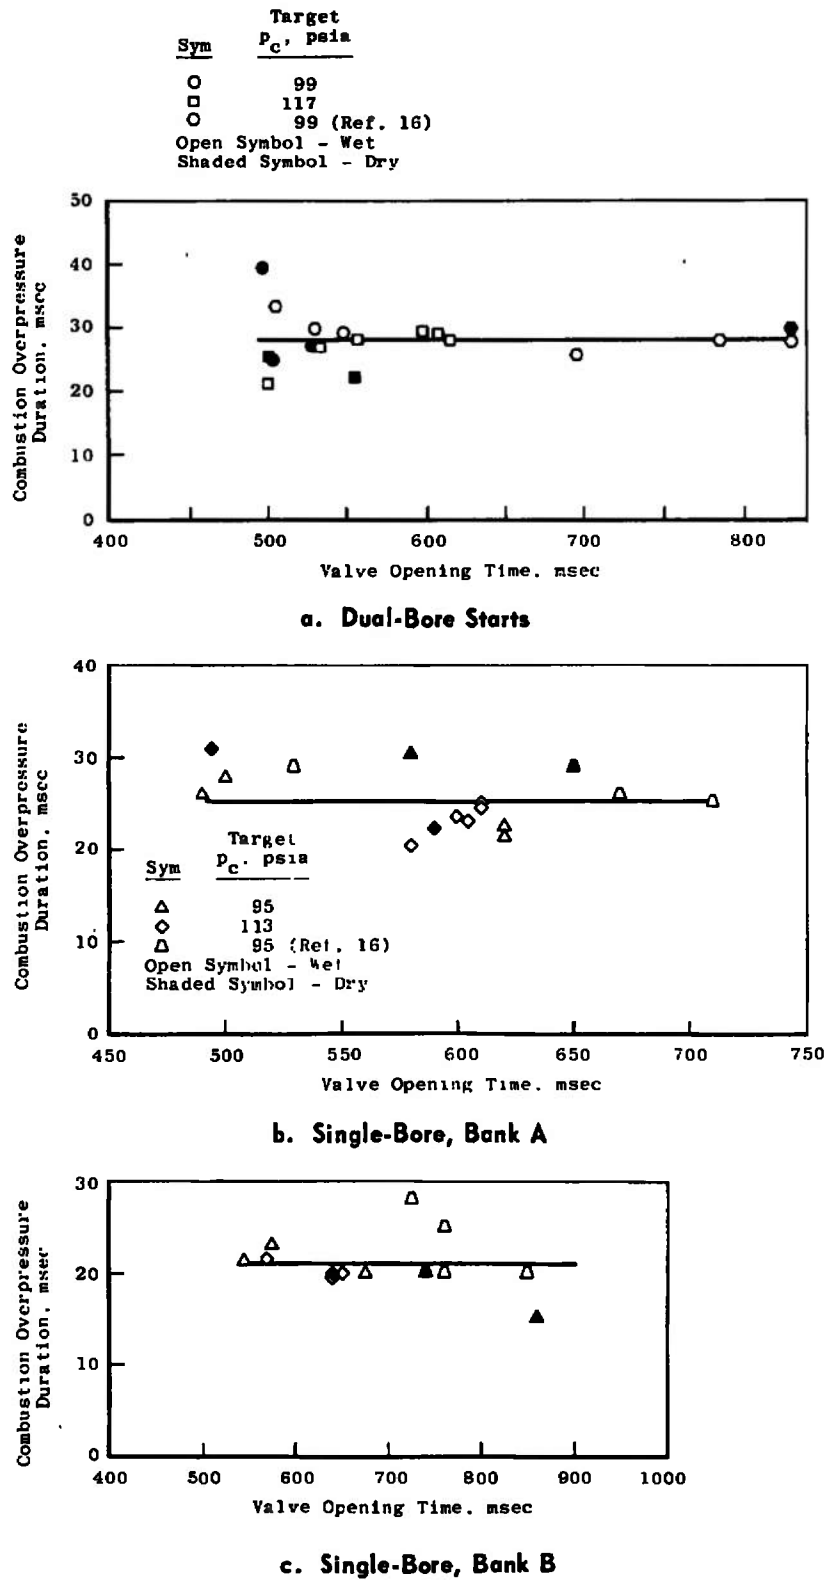 Target
Sym p_c, psia
99
117
99 (Ref. 16)
Open Symbol - Wet
Shaded Symbol - Dry
Combustion Overpressure
Duration, msec
50
40
30
20
10
0
400 500 600 700 800
Valve Opening Time, msec
a. Dual-Bore Starts
Combustion Overpressure
Duration, msec
40
30
20
10
0
Target
Sym p_c, psia
95
113
95 (Ref. 16)
Open Symbol - Wet
Shaded Symbol - Dry
450 500 550 600 650 700 750
Valve Opening Time, msec
b. Single-Bore, Bank A
Combustion Overpressure
Duration, msec
30
20
10
0
400 500 600 700 800 900 1000
Valve Opening Time, msec
c. Single-Bore, Bank B